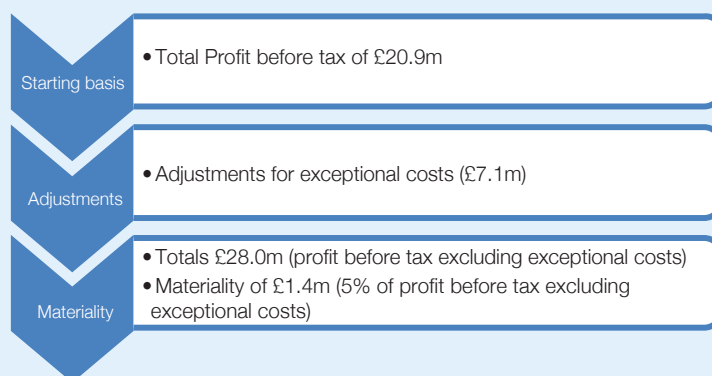 • Total Profit before tax of £20.9m
Starting basis
• Adjustments for exceptional costs (£7.1m)
Adjustments
• Totals £28.0m (profit before tax excluding exceptional costs)
• Materiality of £1.4m (5% of profit before tax excluding
exceptional costs)
Materiality